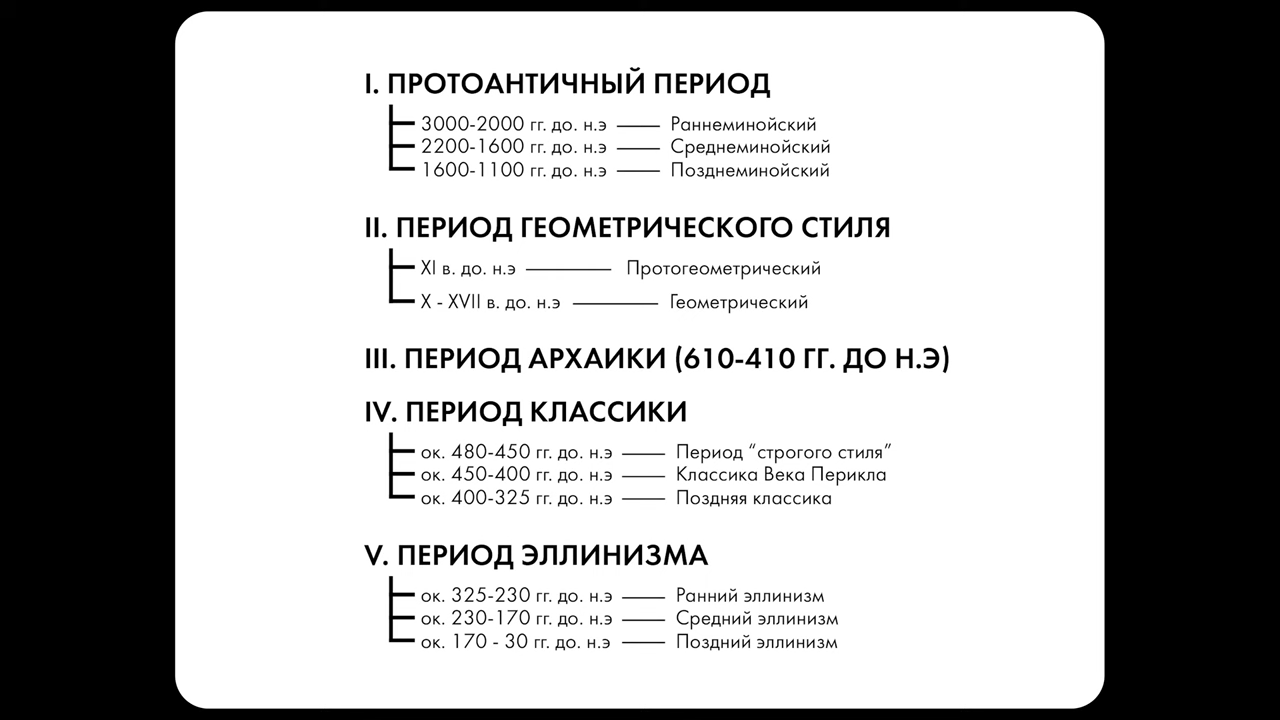 I. ПРОТОАНТИЧНЫЙ ПЕРИОД
3000-2000 гг. до. н.э — Раннеминойский
2200-1600 гг. до. н.э — Среднеминойский
1600-1100 гг. до. н.э — Позднеминойский
II. ПЕРИОД ГЕОМЕТРИЧЕСКОГО СТИЛЯ
XI в. до. н.э — Протогеометрический
X - XVII в. до. н.э — Геометрический
III. ПЕРИОД АРХАИКИ (610-410 ГГ. ДО Н.Э)
IV. ПЕРИОД КЛАССИКИ
ок. 480-450 гг. до. н.э — Период “строгого стиля”
ок. 450-400 гг. до. н.э — Классика Века Перикла
ок. 400-325 гг. до. н.э — Поздняя классика
V. ПЕРИОД ЭЛЛИНИЗМА
ок. 325-230 гг. до. н.э — Ранний эллинизм
ок. 230-170 гг. до. н.э — Средний эллинизм
ок. 170 - 30 гг. до. н.э — Поздний эллинизм